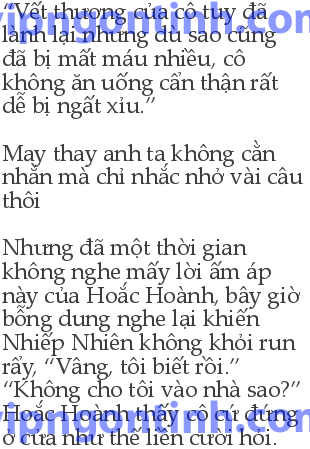 “Vết thương của cô tuy đã
lành lại nhưng dù sao cũng
đã bị mất máu nhiều, cô
không ăn uống cẩn thận rất
dễ bị ngất xỉu.”
May thay anh ta không cằn
nhằn mà chỉ nhắc nhở vài câu
thôi
Nhưng đã một thời gian
không nghe mấy lời ấm áp
này của Hoắc Hoành, bây giờ
bỗng dung nghe lại khiến
Nhiếp Nhiên không khỏi run
rẩy, “Vâng, tôi biết rồi.”
“Không cho tôi vào nhà sao?”
Hoắc Hoành thấy cô cứ đứng
ở cửa như thế liền cười hỏi.
vipngontinh.com
vipngontinh.com